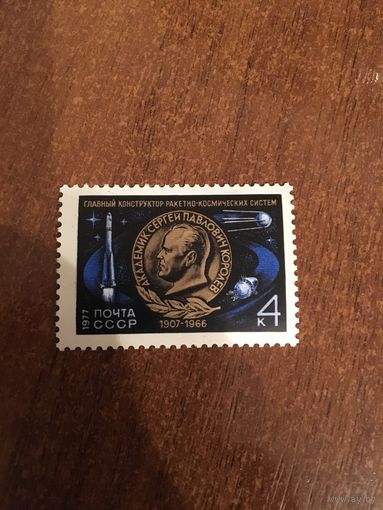 ГЛАВНЫЙ КОНСТРУКТОР РАКЕТНО-КОСМИЧЕСКИХ СИСТЕМ
АКАДЕМИК СЕРГЕЙ ПАВЛОВИЧ КОРОЛЕВ
1907-1966
1977
ПОЧТА
СССР
4
К